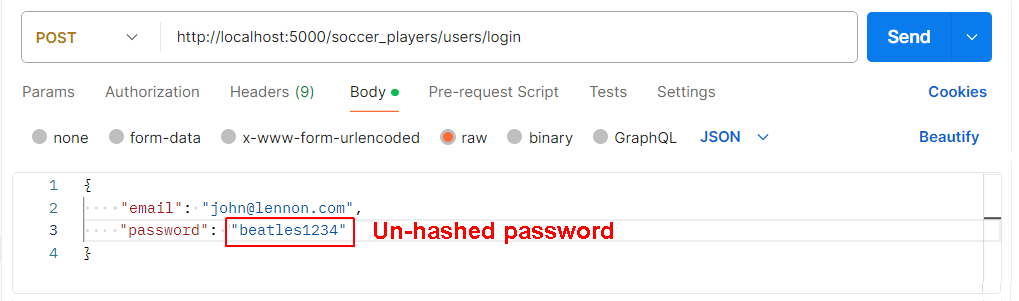 POST http://localhost:5000/soccer_players/users/login Send
Params Authorization Headers (9) Body Pre-request Script Tests Settings Cookies
none form-data x-www-form-urlencoded raw binary GraphQL JSON Beautify
1 {
2 "email": "john@lennon.com",
3 "password": "beatles1234" Un-hashed password
4 }